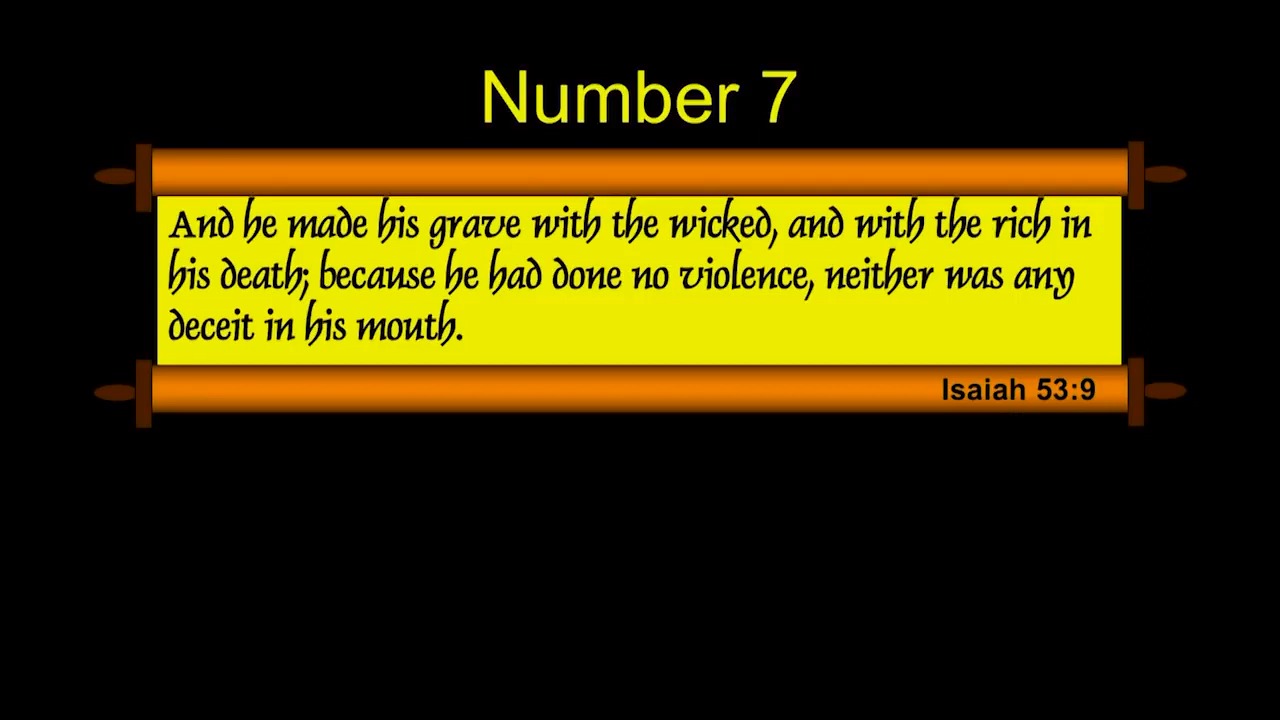 Number 7
And he made his grave with the wicked, and with the rich in
his death; because he had done no violence, neither was any
deceit in his mouth.
Isaiah 53:9